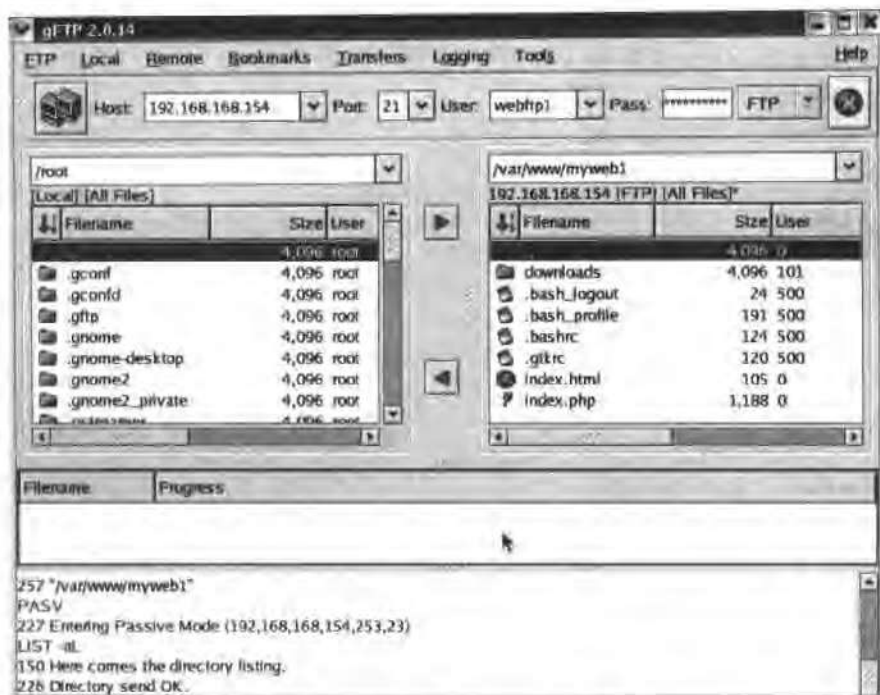 gFTP 2.0.14
FTP Local Remote Bookmarks Transfers Logging Tools Help
Host: 192.168.168.154 Port: 21 User: webftp1 Pass: ********** FTP
/root
[Local] [All Files]
Filename Size User
4,096 root
.gconf 4,096 root
.gconfd 4,096 root
.gftp 4,096 root
.gnome 4,096 root
.gnome-desktop 4,096 root
.gnome2 4,096 root
.gnome2_private 4,096 root
4,096 root
/var/www/myweb1
192.168.168.154 [FTP] [All Files]*
Filename Size User
4,096 0
downloads 4,096 101
.bash_logout 24 500
.bash_profile 191 500
.bashrc 124 500
.gtkrc 120 500
index.html 105 0
index.php 1,188 0
Filename Progress
257 "/var/www/myweb1"
PASV
227 Entering Passive Mode (192,168,168,154,253,23)
LIST -aL
150 Here comes the directory listing.
226 Directory send OK.